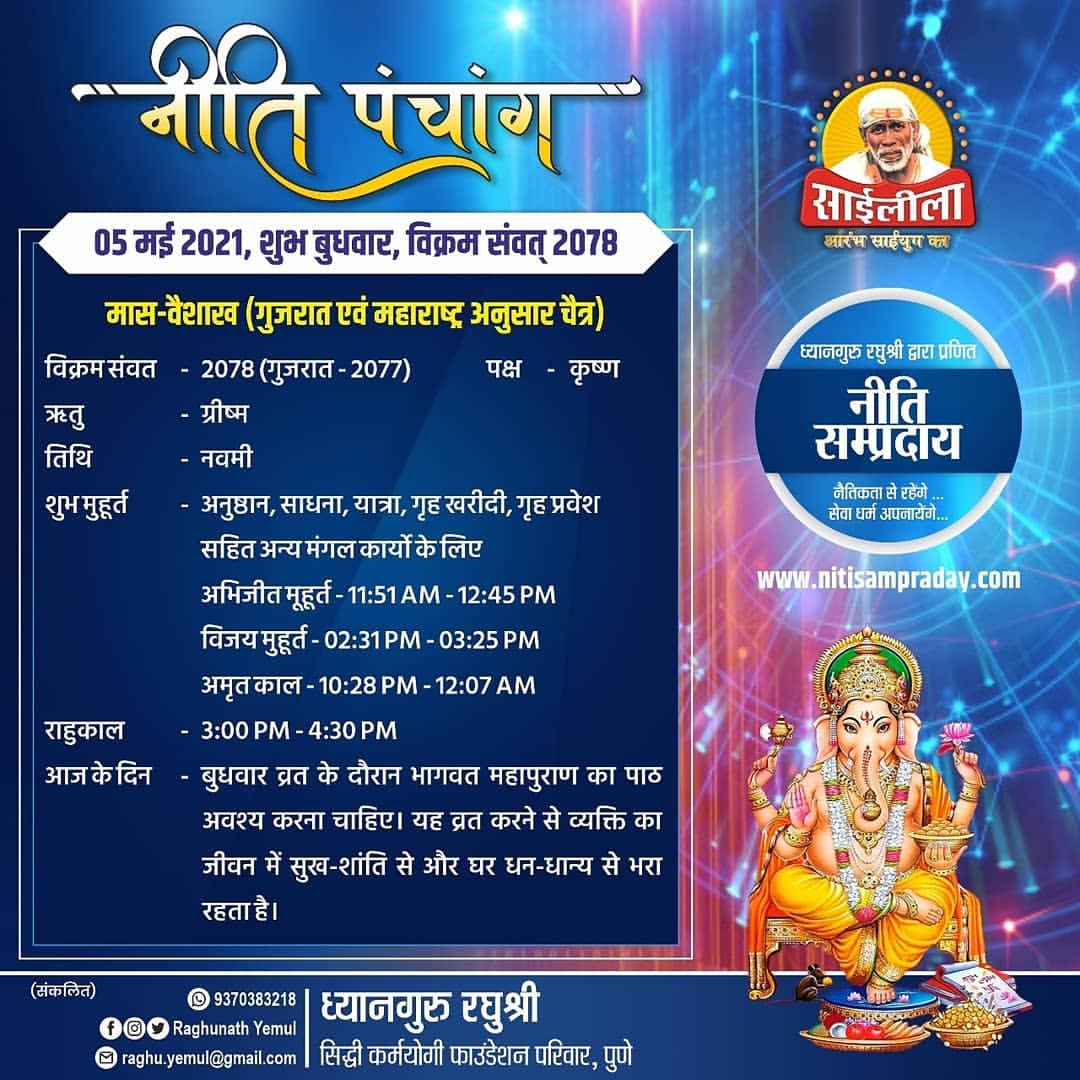 नीति पंचांग
साईलीला
आरंभ साईयुग का
05 मई 2021, शुभ बुधवार, विक्रम संवत् 2078
मास-वैशाख (गुजरात एवं महाराष्ट्र अनुसार चैत्र)
विक्रम संवत - 2078 (गुजरात - 2077) पक्ष - कृष्ण
ऋतु - ग्रीष्म
तिथि - नवमी
शुभ मुहूर्त - अनुष्ठान, साधना, यात्रा, गृह खरीदी, गृह प्रवेश
सहित अन्य मंगल कार्यो के लिए
अभिजीत मूहूर्त - 11:51 AM - 12:45 PM
विजय मुहूर्त - 02:31 PM - 03:25 PM
अमृत काल - 10:28 PM - 12:07 AM
राहुकाल - 3:00 PM - 4:30 PM
आज के दिन - बुधवार व्रत के दौरान भागवत महापुराण का पाठ
अवश्य करना चाहिए। यह व्रत करने से व्यक्ति का
जीवन में सुख-शांति से और घर धन-धान्य से भरा
रहता है।
ध्यानगुरु रघुश्री द्वारा प्रणित
नीति
सम्प्रदाय
नैतिकता से रहेंगे ...
सेवा धर्म अपनायेंगे...
www.nitisampraday.com
(संकलित)
9370383218
Raghunath Yemul
raghu.yemul@gmail.com
ध्यानगुरु रघुश्री
सिद्धी कर्मयोगी फाउंडेशन परिवार, पुणे